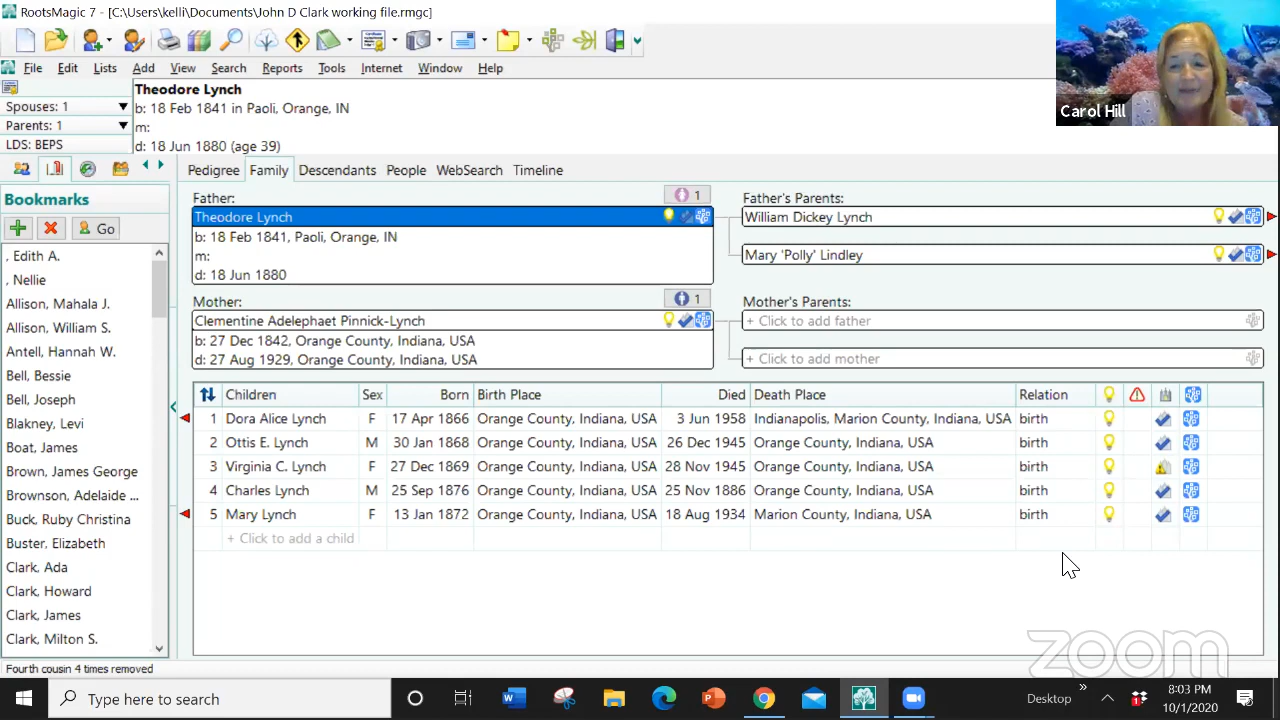 RootsMagic 7 - [C:\Users\kelli\Documents\John D Clark working file.rmgc]
File Edit Lists Add View Search Reports Tools Internet Window Help
Carol Hill
Spouses: 1
Parents: 1
LDS: BEPS
Theodore Lynch
b: 18 Feb 1841 in Paoli, Orange, IN
m:
d: 18 Jun 1880 (age 39)
Pedigree Family Descendants People WebSearch Timeline
Bookmarks
Go
, Edith A.
, Nellie
Allison, Mahala J.
Allison, William S.
Antell, Hannah W.
Bell, Bessie
Bell, Joseph
Blakney, Levi
Boat, James
Brown, James George
Brownson, Adelaide ...
Buck, Ruby Christina
Buster, Elizabeth
Clark, Ada
Clark, Howard
Clark, James
Clark, Milton S.
Father: 1
Theodore Lynch
b: 18 Feb 1841, Paoli, Orange, IN
m:
d: 18 Jun 1880
Father's Parents:
William Dickey Lynch
Mary 'Polly' Lindley
Mother: 1
Clementine Adelephaet Pinnick-Lynch
b: 27 Dec 1842, Orange County, Indiana, USA
d: 27 Aug 1929, Orange County, Indiana, USA
Mother's Parents:
+ Click to add father
+ Click to add mother
Children Sex Born Birth Place Died Death Place Relation
1 Dora Alice Lynch F 17 Apr 1866 Orange County, Indiana, USA 3 Jun 1958 Indianapolis, Marion County, Indiana, USA birth
2 Ottis E. Lynch M 30 Jan 1868 Orange County, Indiana, USA 26 Dec 1945 Orange County, Indiana, USA birth
3 Virginia C. Lynch F 27 Dec 1869 Orange County, Indiana, USA 28 Nov 1945 Orange County, Indiana, USA birth
4 Charles Lynch M 25 Sep 1876 Orange County, Indiana, USA 25 Nov 1886 Orange County, Indiana, USA birth
5 Mary Lynch F 13 Jan 1872 Orange County, Indiana, USA 18 Aug 1934 Marion County, Indiana, USA birth
+ Click to add a child
zoom
Fourth cousin 4 times removed
Type here to search
Desktop
8:03 PM
10/1/2020